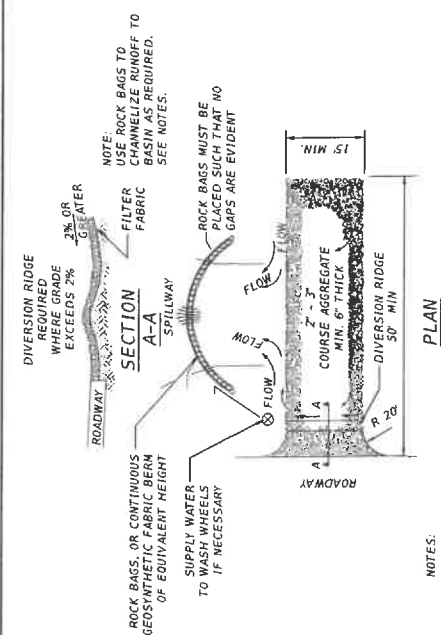 DIVERSION RIDGE
REQUIRED
WHERE GRADE
EXCEEDS 2%
2% OR
GREATER
ROADWAY
FILTER
FABRIC
NOTE:
USE ROCK BAGS TO
CHANNELIZE RUNOFF TO
BASIN AS REQUIRED.
SEE NOTES.
SECTION
A-A
SPILLWAY
ROCK BAGS, OR CONTINUOUS
GEOSYNTHETIC FABRIC BERM
OF EQUIVALENT HEIGHT
ROCK BAGS MUST BE
PLACED SUCH THAT NO
GAPS ARE EVIDENT
SUPPLY WATER
TO WASH WHEELS
IF NECESSARY
FLOW
FLOW
FLOW
FLOW
COURSE AGGREGATE
2" - 3"
MIN. 6" THICK
15' MIN.
A
A
ROADWAY
R 20'
DIVERSION RIDGE
50' MIN
PLAN
NOTES: